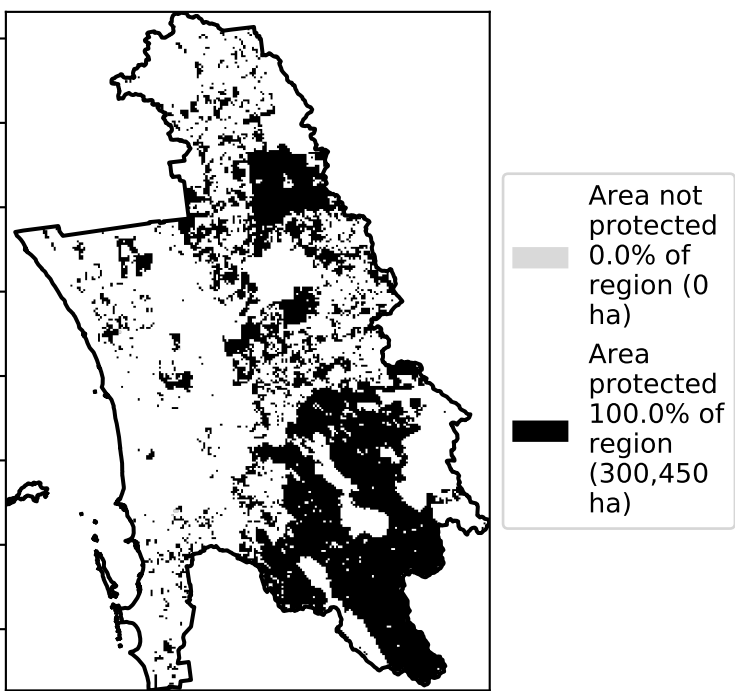 Area not
protected
0.0% of
region (0
ha)
Area
protected
100.0% of
region
(300,450
ha)